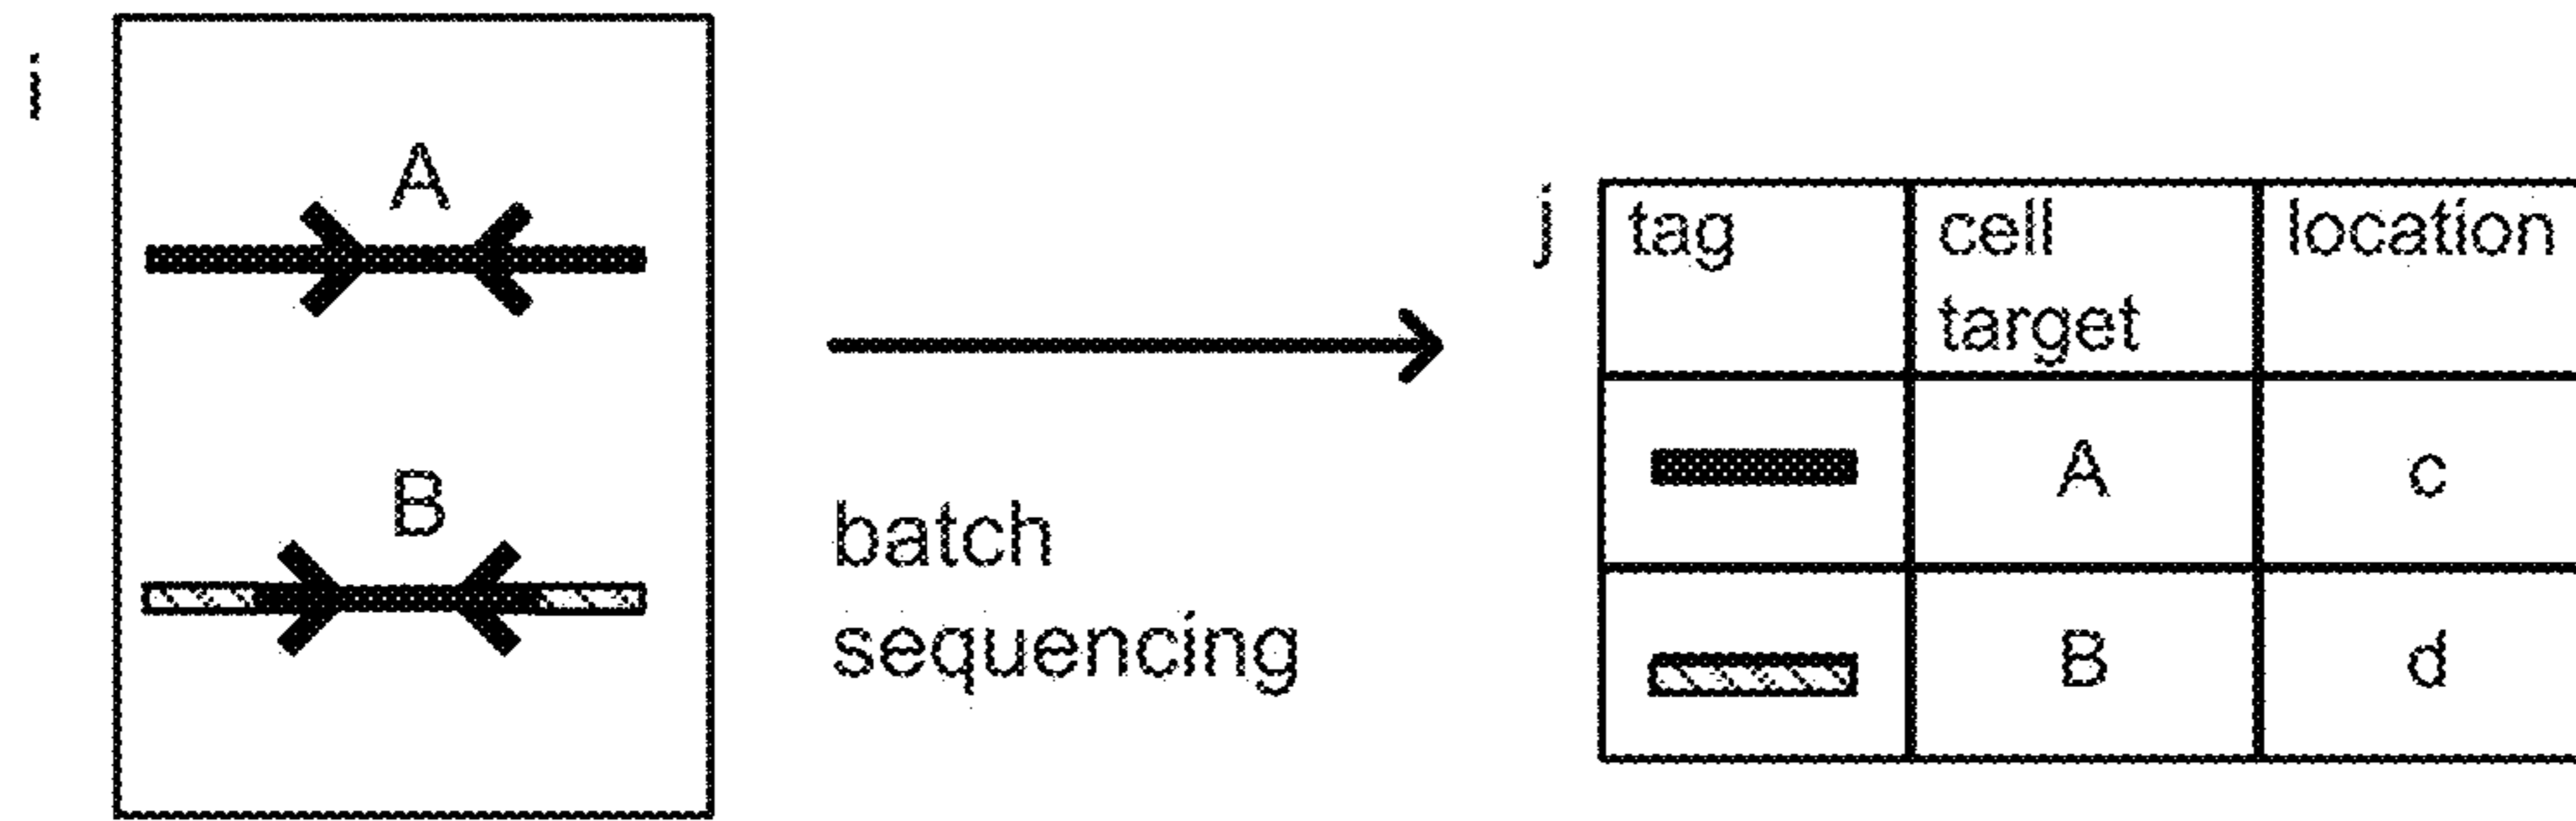 i
A
B
batch
sequencing
j
tag
cell
target
location
A
c
B
d